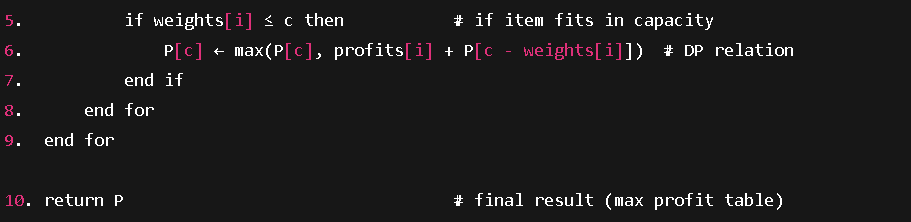 5. if weights[i] ≤ c then # if item fits in capacity
6. P[c] ← max(P[c], profits[i] + P[c - weights[i]]) # DP relation
7. end if
8. end for
9. end for
10. return P # final result (max profit table)